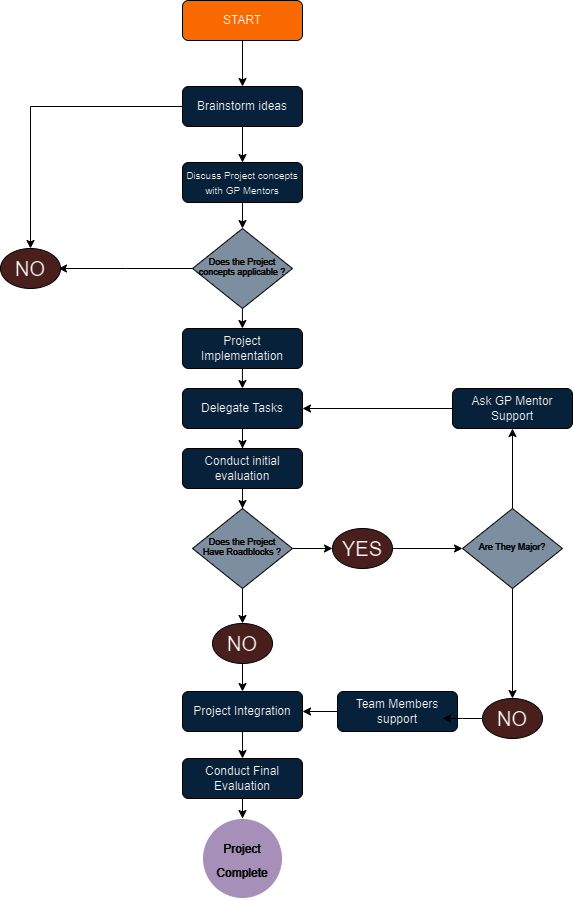 START
Brainstorm ideas
Discuss Project concepts
with GP Mentors
Does the Project
concepts applicable ?
NO
Project
Implementation
Delegate Tasks
Ask GP Mentor
Support
Conduct initial
evaluation
Does the Project
Have Roadblocks ?
YES
Are They Major?
NO
Project Integration
Team Members
support
NO
Conduct Final
Evaluation
Project
Complete